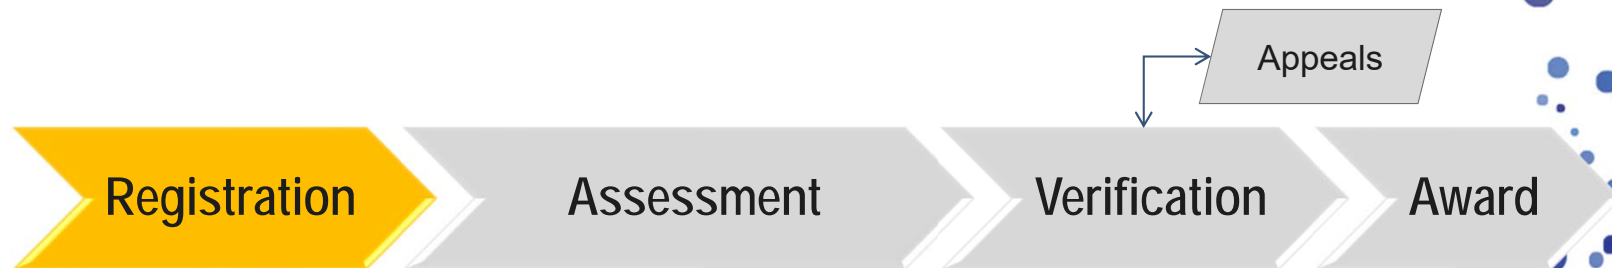 Appeals
Registration
Assessment
Verification
Award